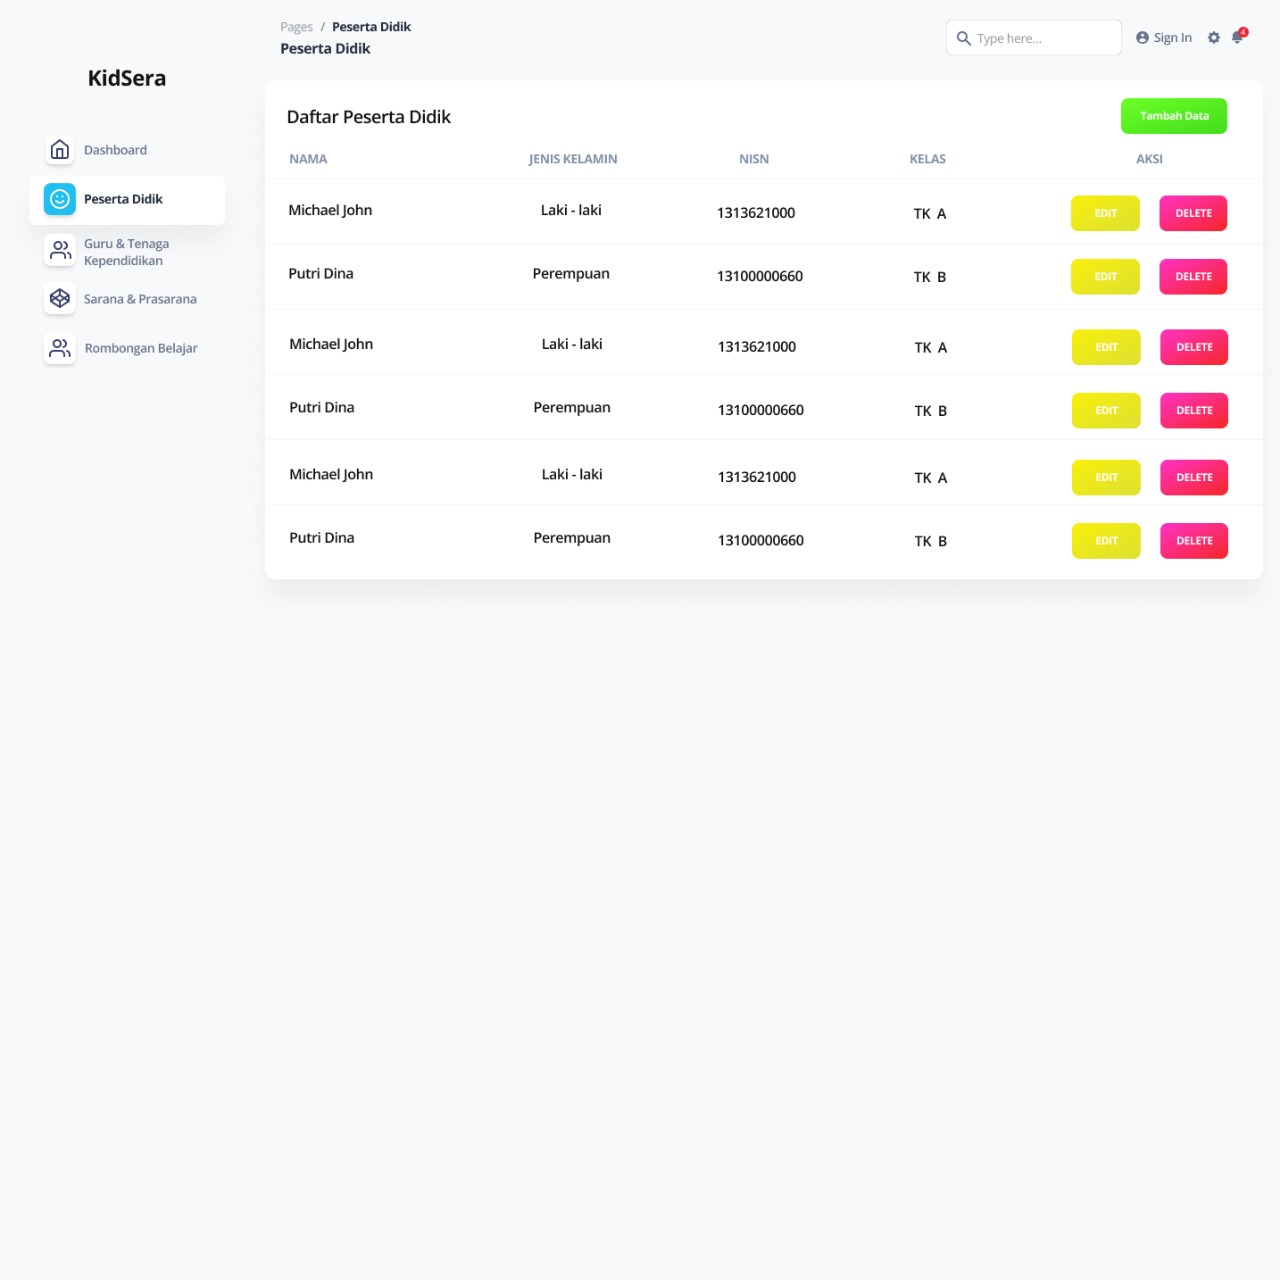 Pages / Peserta Didik
Peserta Didik
Type here...
Sign In
4
KidSera
Dashboard
Peserta Didik
Guru & Tenaga
Kependidikan
Sarana & Prasarana
Rombongan Belajar
Daftar Peserta Didik
Tambah Data
NAMA JENIS KELAMIN NISN KELAS AKSI
Michael John Laki - laki 1313621000 TK A EDIT DELETE
Putri Dina Perempuan 13100000660 TK B EDIT DELETE
Michael John Laki - laki 1313621000 TK A EDIT DELETE
Putri Dina Perempuan 13100000660 TK B EDIT DELETE
Michael John Laki - laki 1313621000 TK A EDIT DELETE
Putri Dina Perempuan 13100000660 TK B EDIT DELETE